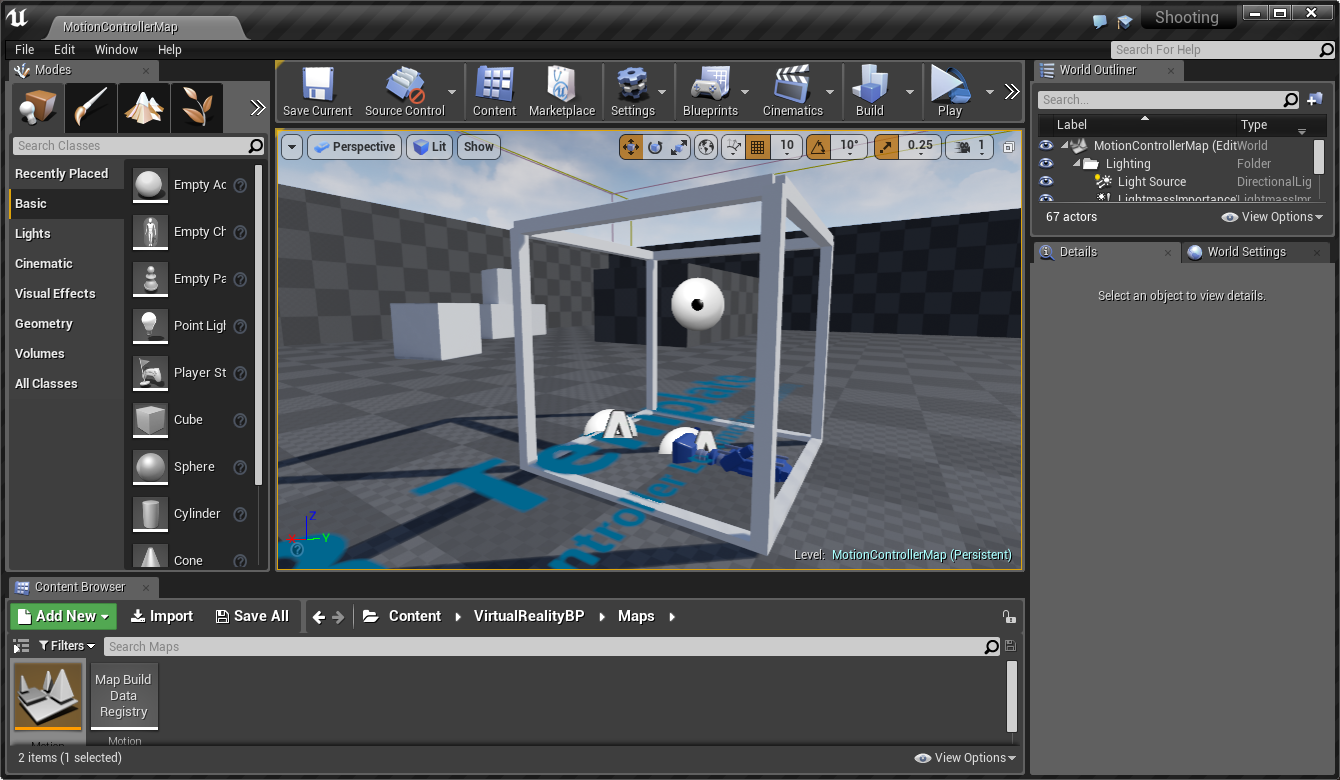 MotionControllerMap
Shooting
File Edit Window Help
Search For Help
Modes
Search Classes
Recently Placed
Basic
Lights
Cinematic
Visual Effects
Geometry
Volumes
All Classes
Empty Ac
Empty Ch
Empty Pa
Point Ligh
Player St
Cube
Sphere
Cylinder
Cone
Save Current
Source Control
Content
Marketplace
Settings
Blueprints
Cinematics
Build
Play
Perspective
Lit
Show
10
10°
0.25
1
Template
Z
X
Y
Level: MotionControllerMap (Persistent)
World Outliner
Search...
Label Type
MotionControllerMap (Edit World
Lighting Folder
Light Source DirectionalLig
LightmassImportance LightmassImr
67 actors
View Options
Details
World Settings
Select an object to view details.
Content Browser
Add New
Import
Save All
Content
VirtualRealityBP
Maps
Filters
Search Maps
Map Build
Data
Registry
Motion
Motion
2 items (1 selected)
View Options